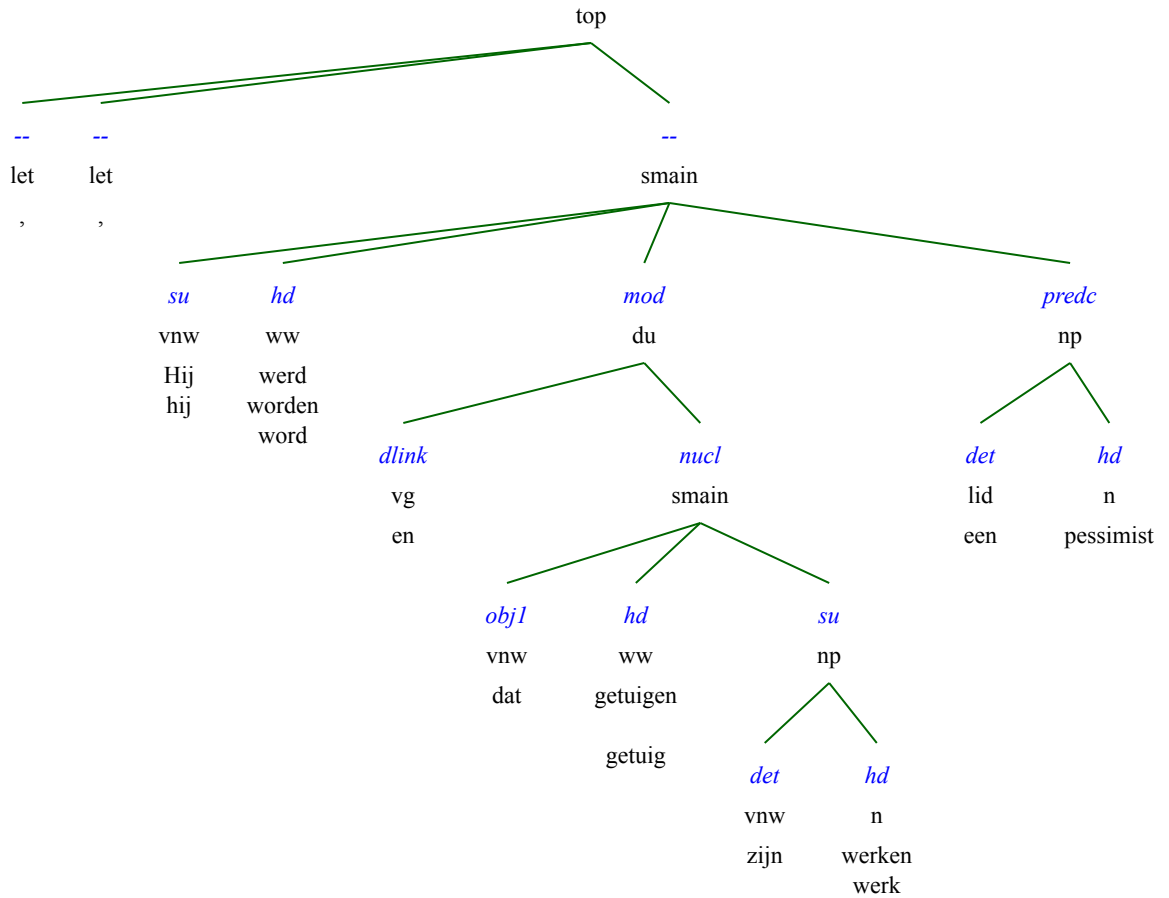 top
-- -- --
let let smain
, ,
su hd mod predc
vnw ww du np
Hij werd
hij worden
word
dlink nucl det hd
vg smain lid n
en een pessimist
obj1 hd su
vnw ww np
dat getuigen
getuig
det hd
vnw n
zijn werken
werk